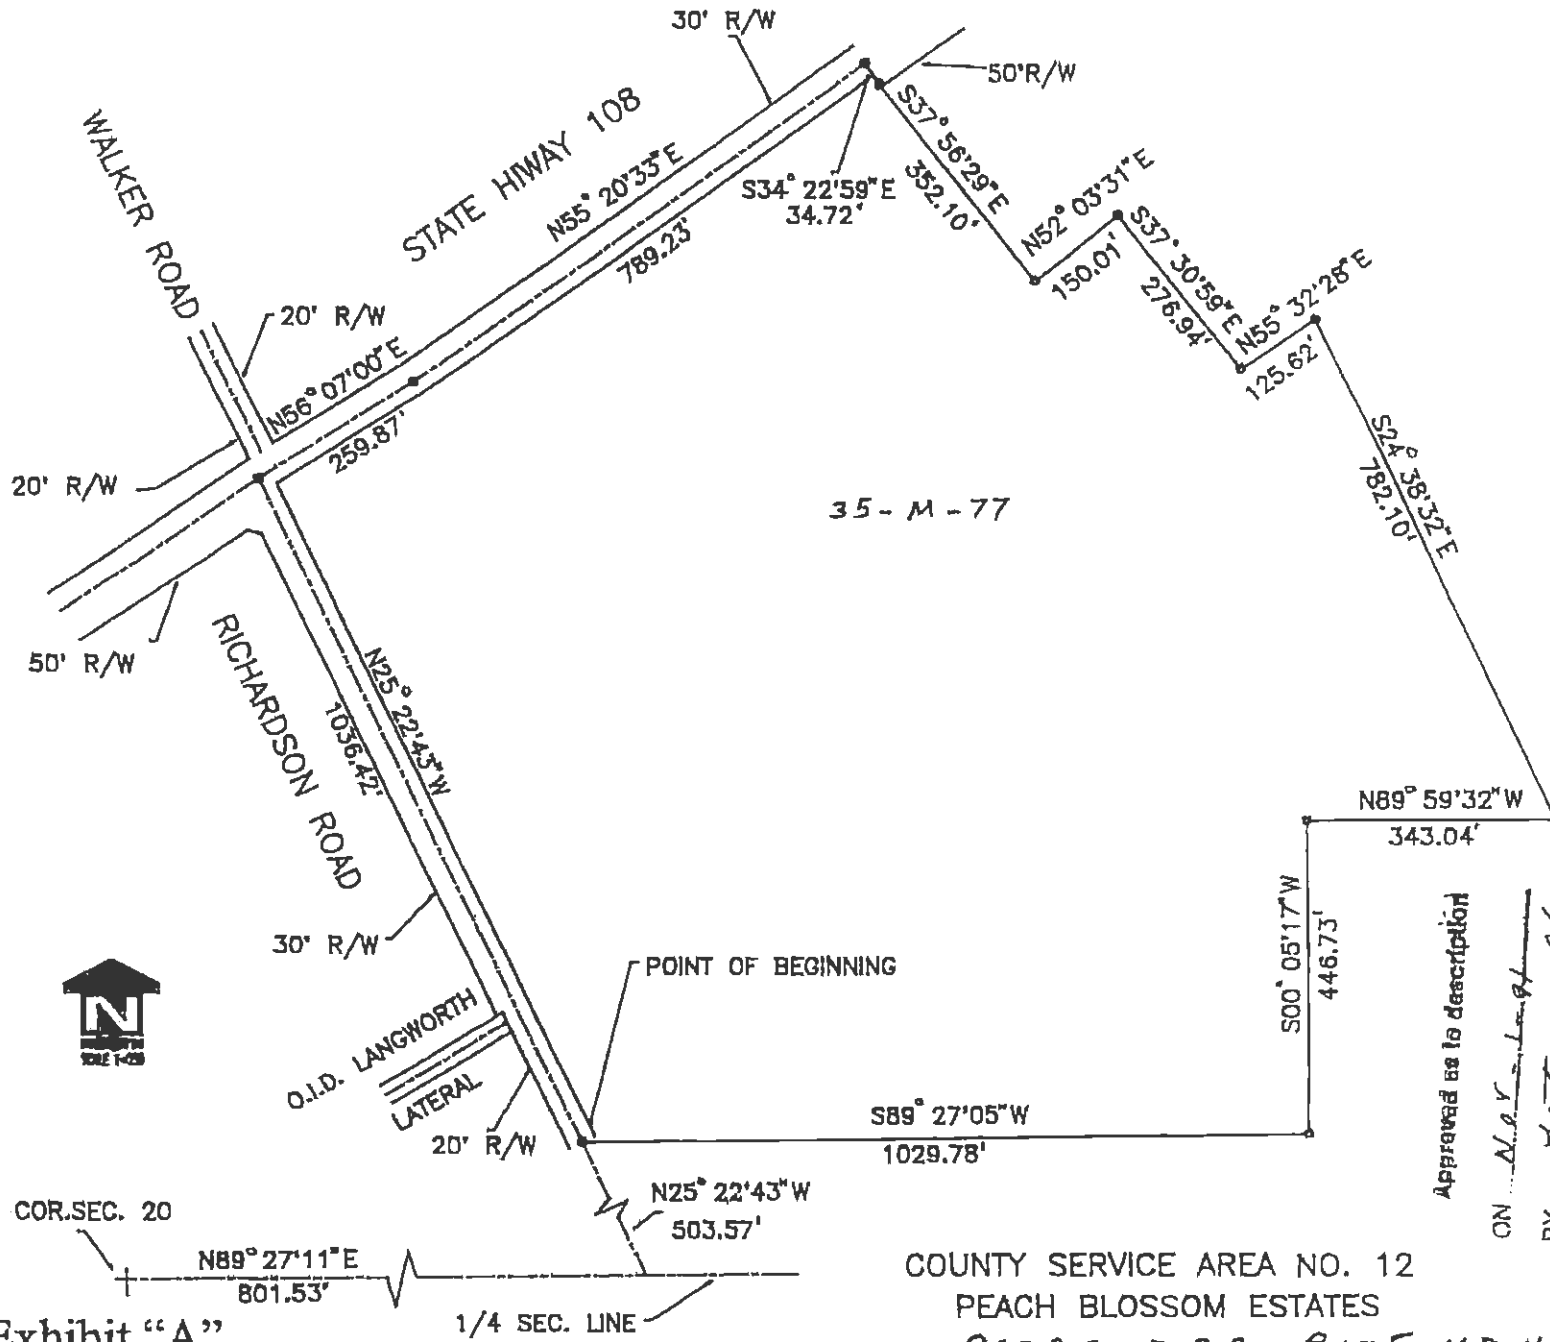 30' R/W
50'R/W
WALKER ROAD
STATE HIWAY 108
N55° 20'33"E
789.23'
S34° 22'59"E
34.72'
S37° 56'29"E
352.10'
N52° 03'31"E
150.01'
S37° 30'59"E
276.94'
N55° 32'28"E
125.62'
20' R/W
N56° 07'00"E
259.87'
20' R/W
S24° 38'32"E
782.10'
35-M-77
50' R/W
RICHARDSON ROAD
N25° 22'43"W
1036.42'
N89° 59'32"W
343.04'
S00° 05'17"W
446.73'
30' R/W
POINT OF BEGINNING
N
O.I.D. LANGWORTH
LATERAL
20' R/W
S89° 27'05"W
1029.78'
Approved as to description
ON
BY
N25° 22'43"W
503.57'
COR.SEC. 20
N89° 27'11"E
801.53'
1/4 SEC. LINE
COUNTY SERVICE AREA NO. 12
PEACH BLOSSOM ESTATES
Exhibit "A"